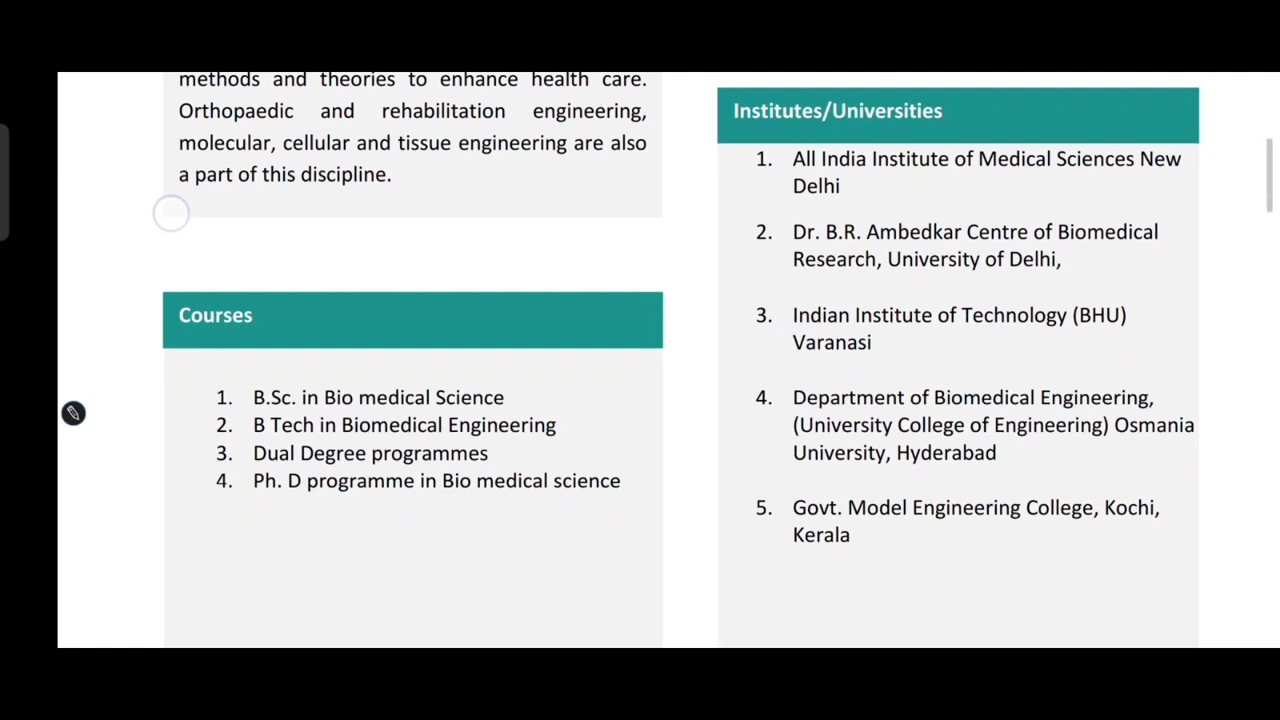 methods and theories to enhance health care.
Orthopaedic and rehabilitation engineering,
molecular, cellular and tissue engineering are also
a part of this discipline.
Courses
1. B.Sc. in Bio medical Science
2. B Tech in Biomedical Engineering
3. Dual Degree programmes
4. Ph. D programme in Bio medical science
Institutes/Universities
1. All India Institute of Medical Sciences New
Delhi
2. Dr. B.R. Ambedkar Centre of Biomedical
Research, University of Delhi,
3. Indian Institute of Technology (BHU)
Varanasi
4. Department of Biomedical Engineering,
(University College of Engineering) Osmania
University, Hyderabad
5. Govt. Model Engineering College, Kochi,
Kerala